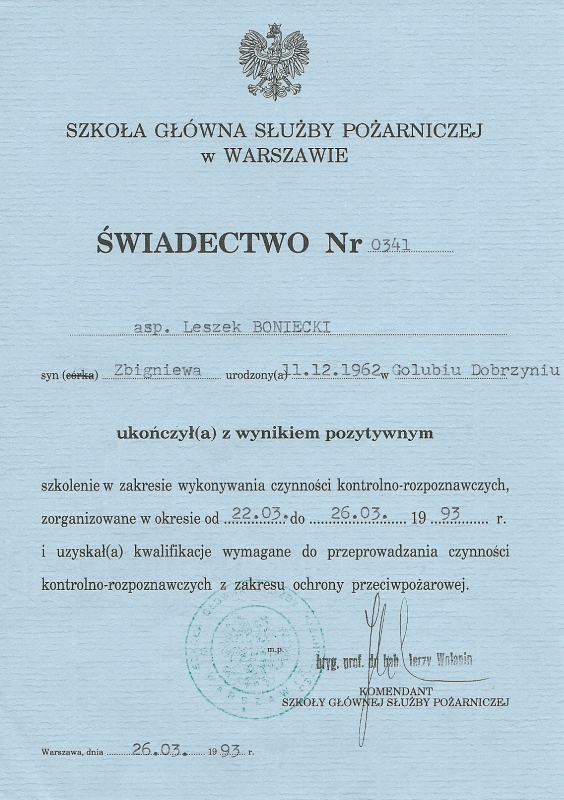 SZKOŁA GŁÓWNA SŁUŻBY POŻARNICZEJ
w WARSZAWIE
ŚWIADECTWO Nr 0341
asp. Leszek BONIECKI
syn (córka) Zbigniewa urodzony(a) 11.12.1962 w Golubiu Dobrzyniu
ukończył(a) z wynikiem pozytywnym
szkolenie w zakresie wykonywania czynności kontrolno-rozpoznawczych,
zorganizowane w okresie od 22.03. do 26.03. 19 93 r.
i uzyskał(a) kwalifikacje wymagane do przeprowadzania czynności
kontrolno-rozpoznawczych z zakresu ochrony przeciwpożarowej.
m.p.
bryg. prof. dr hab. Jerzy Wolanin
KOMENDANT
SZKOŁY GŁÓWNEJ SŁUŻBY POŻARNICZEJ
Warszawa, dnia 26.03. 19 93 r.